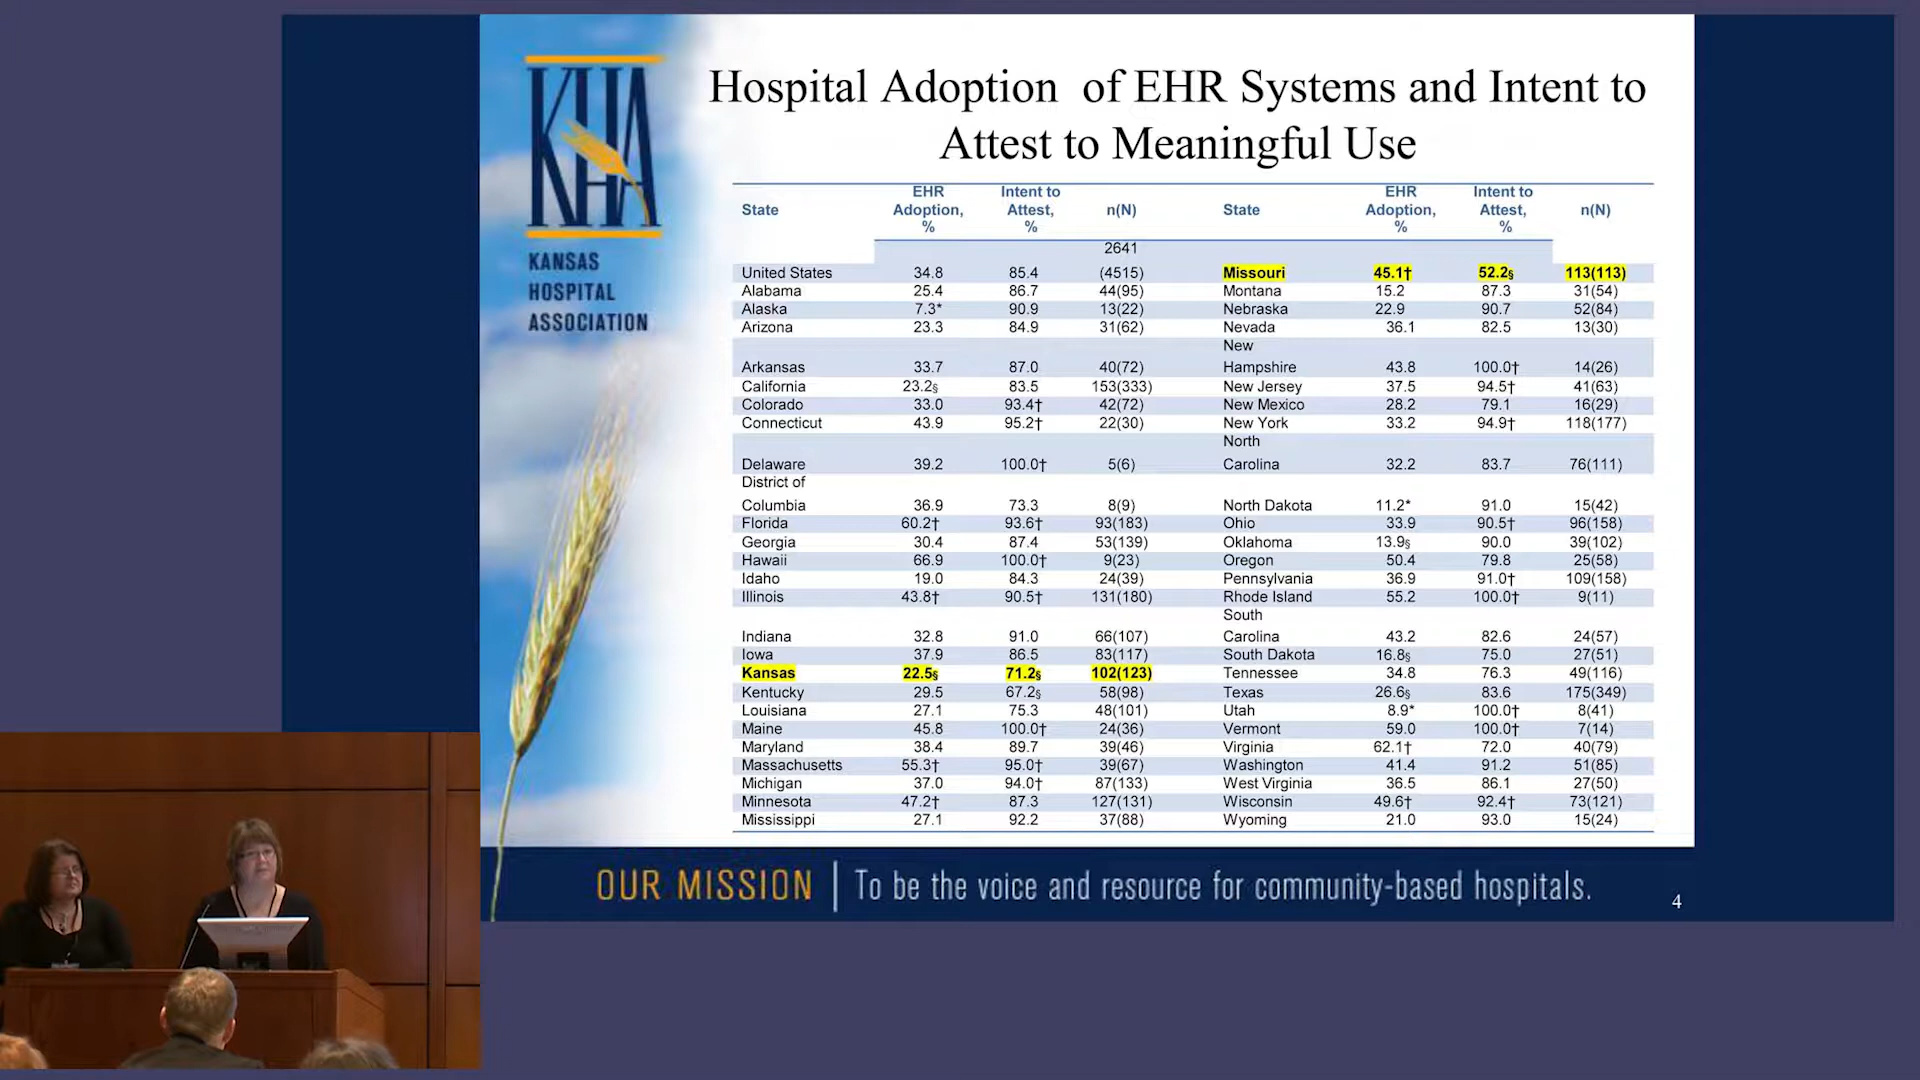 KHA
KANSAS
HOSPITAL
ASSOCIATION
Hospital Adoption of EHR Systems and Intent to
Attest to Meaningful Use
State EHR Adoption, % Intent to Attest, % n(N) State EHR Adoption, % Intent to Attest, % n(N)
2641
United States 34.8 85.4 (4515) Missouri 45.1† 52.2§ 113(113)
Alabama 25.4 86.7 44(95) Montana 15.2 87.3 31(54)
Alaska 7.3* 90.9 13(22) Nebraska 22.9 90.7 52(84)
Arizona 23.3 84.9 31(62) Nevada 36.1 82.5 13(30)
New
Arkansas 33.7 87.0 40(72) Hampshire 43.8 100.0† 14(26)
California 23.2§ 83.5 153(333) New Jersey 37.5 94.5† 41(63)
Colorado 33.0 93.4† 42(72) New Mexico 28.2 79.1 16(29)
Connecticut 43.9 95.2† 22(30) New York 33.2 94.9† 118(177)
North
Delaware 39.2 100.0† 5(6) Carolina 32.2 83.7 76(111)
District of
Columbia 36.9 73.3 8(9) North Dakota 11.2* 91.0 15(42)
Florida 60.2† 93.6† 93(183) Ohio 33.9 90.5† 96(158)
Georgia 30.4 87.4 53(139) Oklahoma 13.9§ 90.0 39(102)
Hawaii 66.9 100.0† 9(23) Oregon 50.4 79.8 25(58)
Idaho 19.0 84.3 24(39) Pennsylvania 36.9 91.0† 109(158)
Illinois 43.8† 90.5† 131(180) Rhode Island 55.2 100.0† 9(11)
South
Indiana 32.8 91.0 66(107) Carolina 43.2 82.6 24(57)
Iowa 37.9 86.5 83(117) South Dakota 16.8§ 75.0 27(51)
Kansas 22.5§ 71.2§ 102(123) Tennessee 34.8 76.3 49(116)
Kentucky 29.5 67.2§ 58(98) Texas 26.6§ 83.6 175(349)
Louisiana 27.1 75.3 48(101) Utah 8.9* 100.0† 8(41)
Maine 45.8 100.0† 24(36) Vermont 59.0 100.0† 7(14)
Maryland 38.4 89.7 39(46) Virginia 62.1† 72.0 40(79)
Massachusetts 55.3† 95.0† 39(67) Washington 41.4 91.2 51(85)
Michigan 37.0 94.0† 87(133) West Virginia 36.5 86.1 27(50)
Minnesota 47.2† 87.3 127(131) Wisconsin 49.6† 92.4† 73(121)
Mississippi 27.1 92.2 37(88) Wyoming 21.0 93.0 15(24)
OUR MISSION To be the voice and resource for community-based hospitals.
4